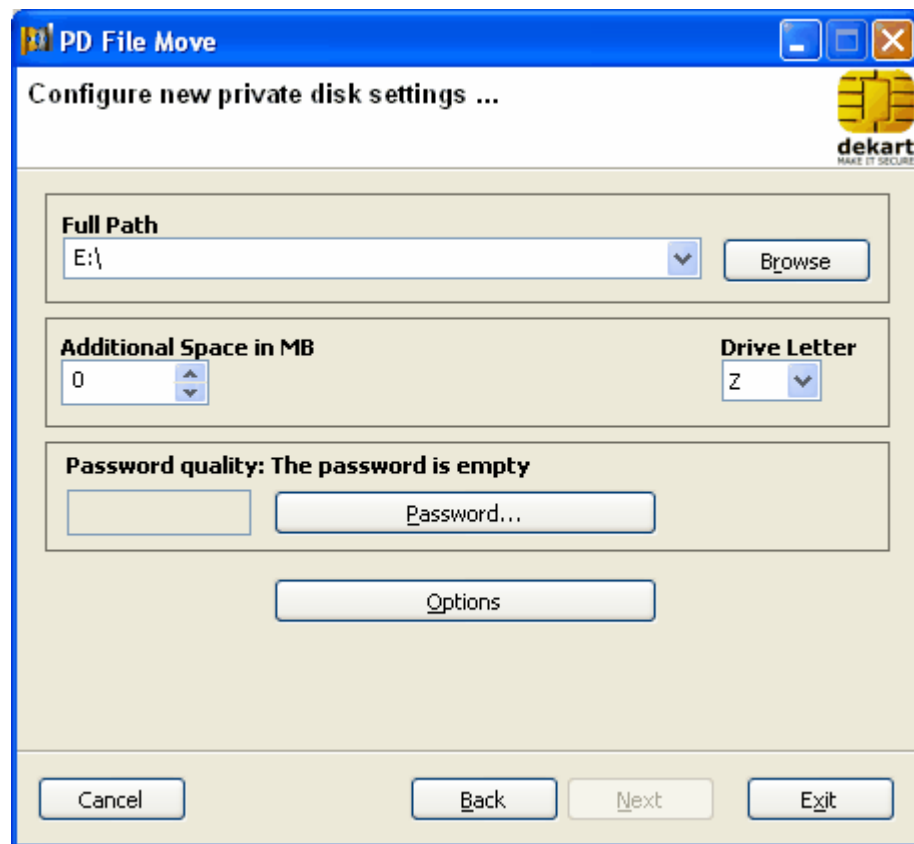 PD File Move
Configure new private disk settings ...
dekart
MAKE IT SECURE
Full Path
E:\
Browse
Additional Space in MB
Drive Letter
0
Z
Password quality: The password is empty
Password...
Options
Cancel
Back
Next
Exit